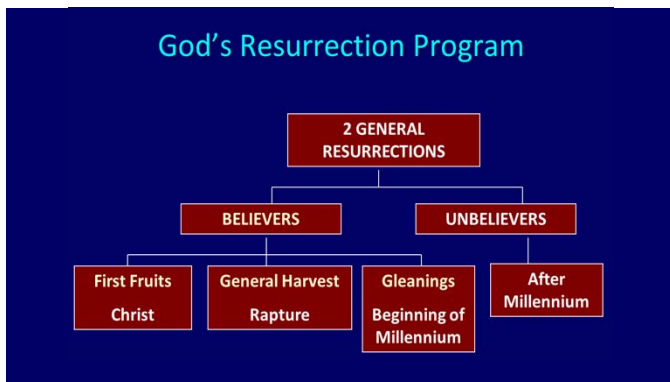 God's Resurrection Program
2 GENERAL
RESURRECTIONS
BELIEVERS
UNBELIEVERS
First Fruits
Christ
General Harvest
Rapture
Gleanings
Beginning of
Millennium
After
Millennium